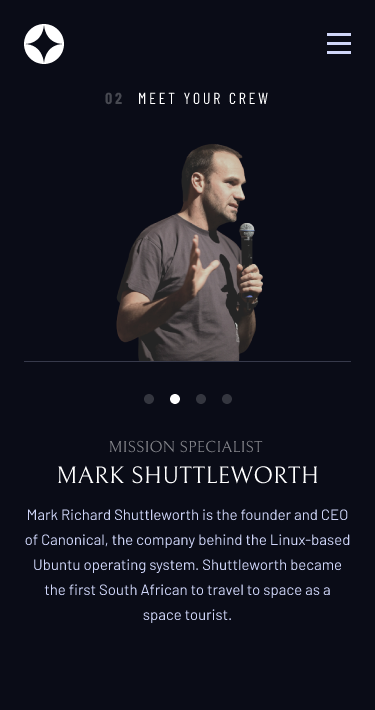 02 MEET YOUR CREW
MISSION SPECIALIST
MARK SHUTTLEWORTH
Mark Richard Shuttleworth is the founder and CEO
of Canonical, the company behind the Linux-based
Ubuntu operating system. Shuttleworth became
the first South African to travel to space as a
space tourist.